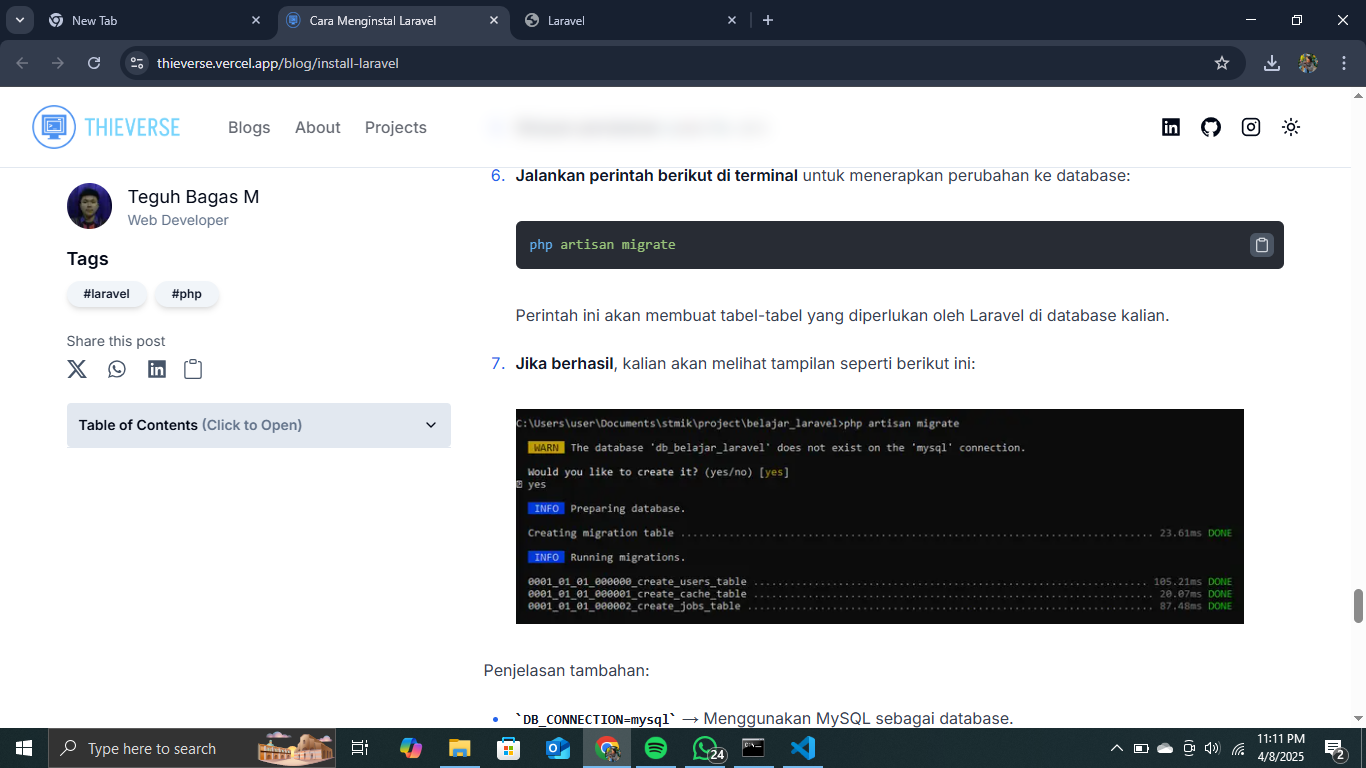 New Tab
Cara Menginstal Laravel
Laravel
thieverse.vercel.app/blog/install-laravel
THIEVERSE
Blogs
About
Projects
Teguh Bagas M
Web Developer
Tags
#laravel
#php
Share this post
Table of Contents (Click to Open)
6. Jalankan perintah berikut di terminal untuk menerapkan perubahan ke database:
php artisan migrate
Perintah ini akan membuat tabel-tabel yang diperlukan oleh Laravel di database kalian.
7. Jika berhasil, kalian akan melihat tampilan seperti berikut ini:
C:\Users\user\Documents\stmik\project\belajar_laravel>php artisan migrate
WARN The database 'db_belajar_laravel' does not exist on the 'mysql' connection.
Would you like to create it? (yes/no) [yes]
yes
INFO Preparing database.
Creating migration table ........ 23.61ms DONE
INFO Running migrations.
0001_01_01_000000_create_users_table ........ 105.21ms DONE
0001_01_01_000001_create_cache_table ........ 20.07ms DONE
0001_01_01_000002_create_jobs_table ........ 87.48ms DONE
Penjelasan tambahan:
• `DB_CONNECTION=mysql` → Menggunakan MySQL sebagai database.
Type here to search
24
11:11 PM
4/8/2025
2